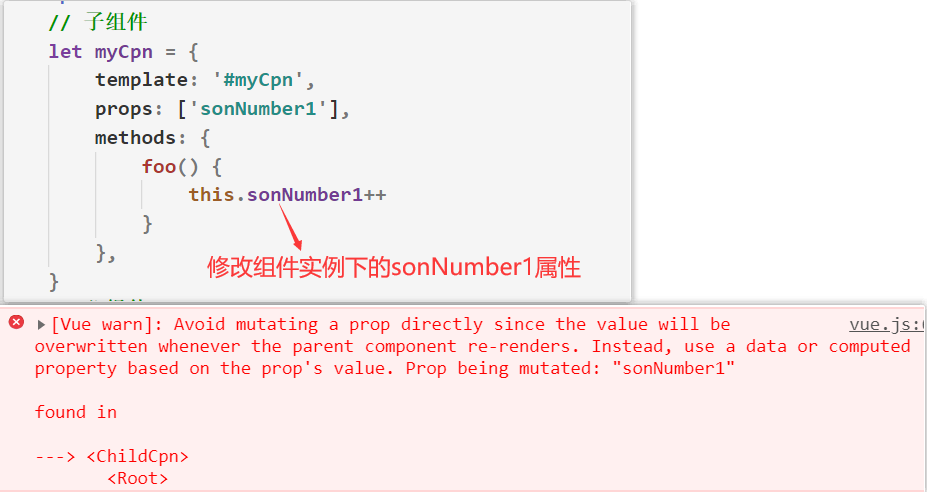 // 子组件
let myCpn = {
template: '#myCpn',
props: ['sonNumber1'],
methods: {
foo() {
this.sonNumber1++
}
},
}
修改组件实例下的sonNumber1属性
[Vue warn]: Avoid mutating a prop directly since the value will be
vue.js:
overwritten whenever the parent component re-renders. Instead, use a data or computed
property based on the prop's value. Prop being mutated: "sonNumber1"
found in
---> <ChildCpn>
<Root>